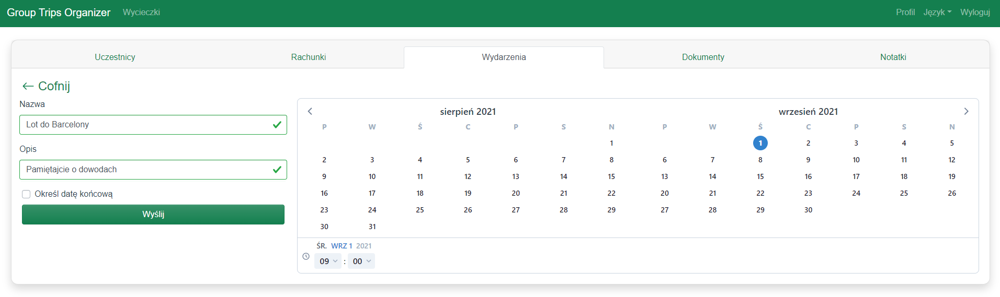 Group Trips Organizer Wycieczki Profil Język Wyloguj
Uczestnicy Rachunki Wydarzenia Dokumenty Notatki
Cofnij
Nazwa
Lot do Barcelony
Opis
Pamiętajcie o dowodach
Określ datę końcową
Wyślij
sierpień 2021
P W Ś C P S N
1
2 3 4 5 6 7 8
9 10 11 12 13 14 15
16 17 18 19 20 21 22
23 24 25 26 27 28 29
30 31
wrzesień 2021
P W Ś C P S N
1 2 3 4 5
6 7 8 9 10 11 12
13 14 15 16 17 18 19
20 21 22 23 24 25 26
27 28 29 30
ŚR. WRZ 1 2021
09 : 00